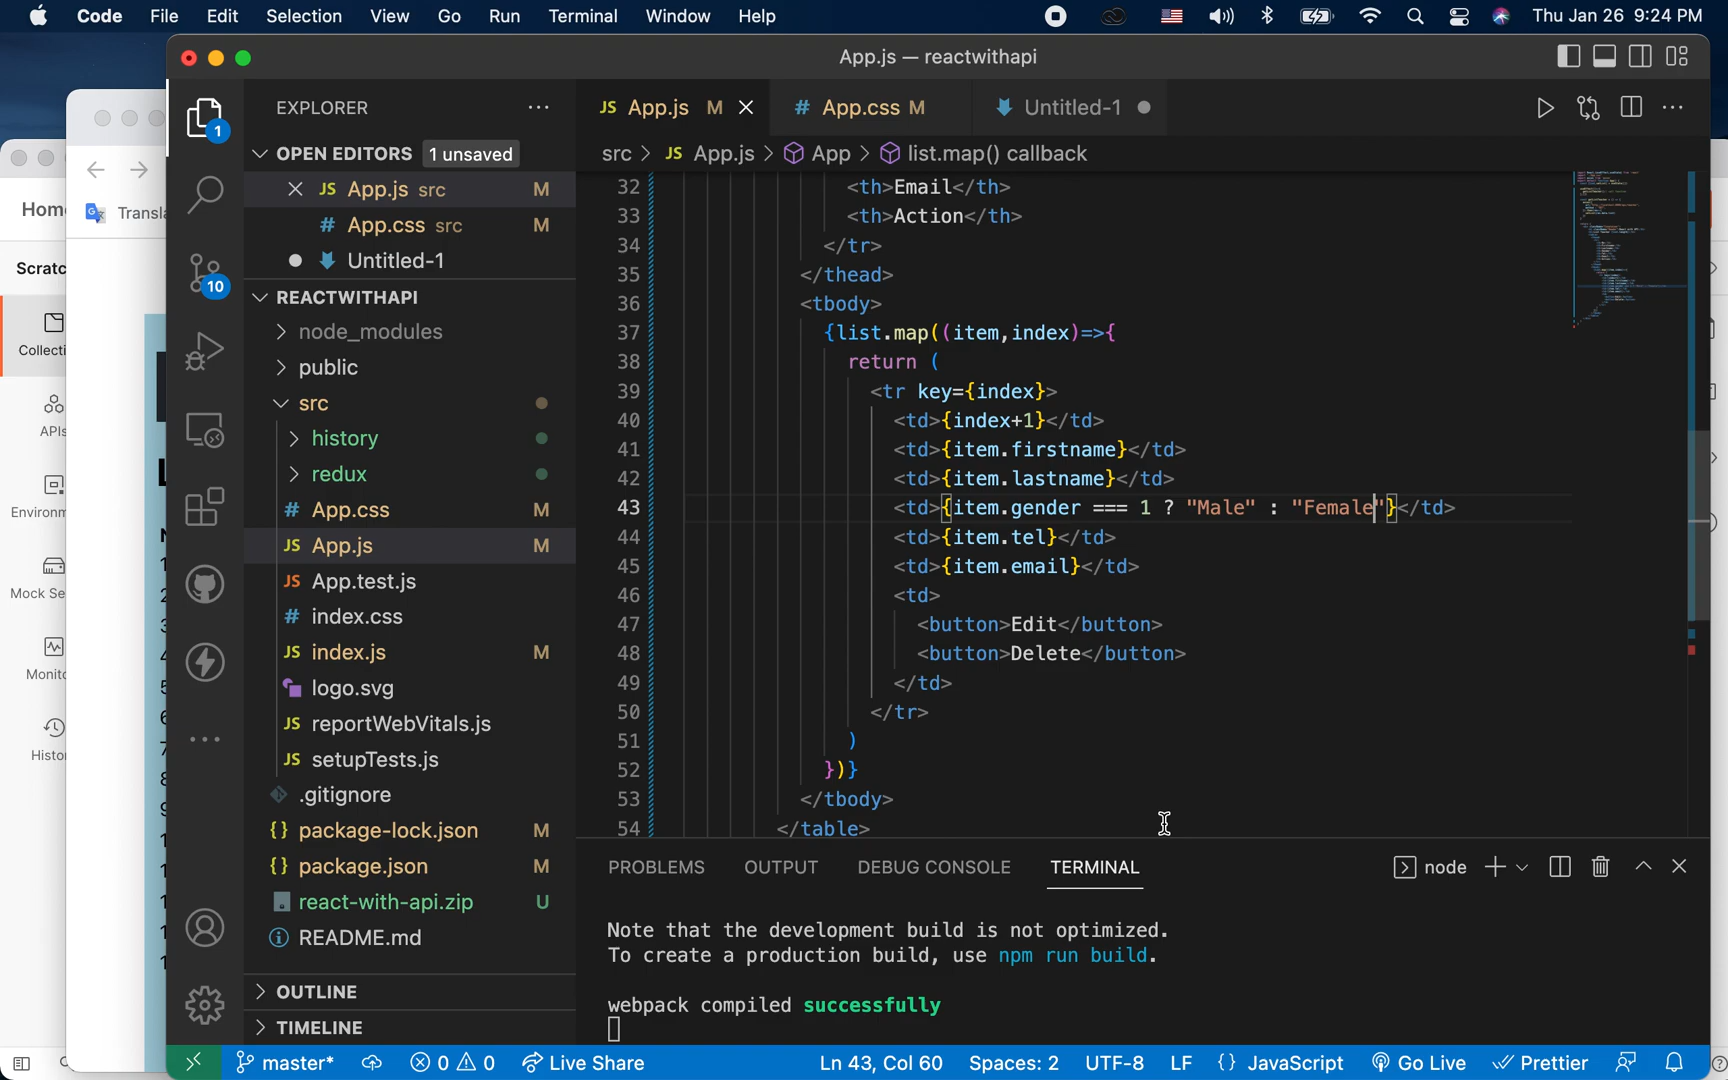 Code File Edit Selection View Go Run Terminal Window Help Thu Jan 26 9:24 PM
App.js — reactwithapi
EXPLORER
JS App.js M
# App.css M
Untitled-1
OPEN EDITORS 1 unsaved
src > JS App.js > App > list.map() callback
JS App.js src M
# App.css src M
Untitled-1
REACTWITHAPI
node_modules
public
src
history
redux
# App.css M
JS App.js M
JS App.test.js
# index.css
JS index.js M
logo.svg
JS reportWebVitals.js
JS setupTests.js
.gitignore
{} package-lock.json M
{} package.json M
react-with-api.zip U
README.md
OUTLINE
TIMELINE
1
10
32 <th>Email</th>
33 <th>Action</th>
34 </tr>
35 </thead>
36 <tbody>
37 {list.map((item,index)=>{
38 return (
39 <tr key={index}>
40 <td>{index+1}</td>
41 <td>{item.firstname}</td>
42 <td>{item.lastname}</td>
43 <td>{item.gender === 1 ? "Male" : "Female"}</td>
44 <td>{item.tel}</td>
45 <td>{item.email}</td>
46 <td>
47 <button>Edit</button>
48 <button>Delete</button>
49 </td>
50 </tr>
51 )
52 })}
53 </tbody>
54 </table>
PROBLEMS OUTPUT DEBUG CONSOLE TERMINAL node
Note that the development build is not optimized.
To create a production build, use npm run build.
webpack compiled successfully
master* 0 0 Live Share Ln 43, Col 60 Spaces: 2 UTF-8 LF {} JavaScript Go Live Prettier